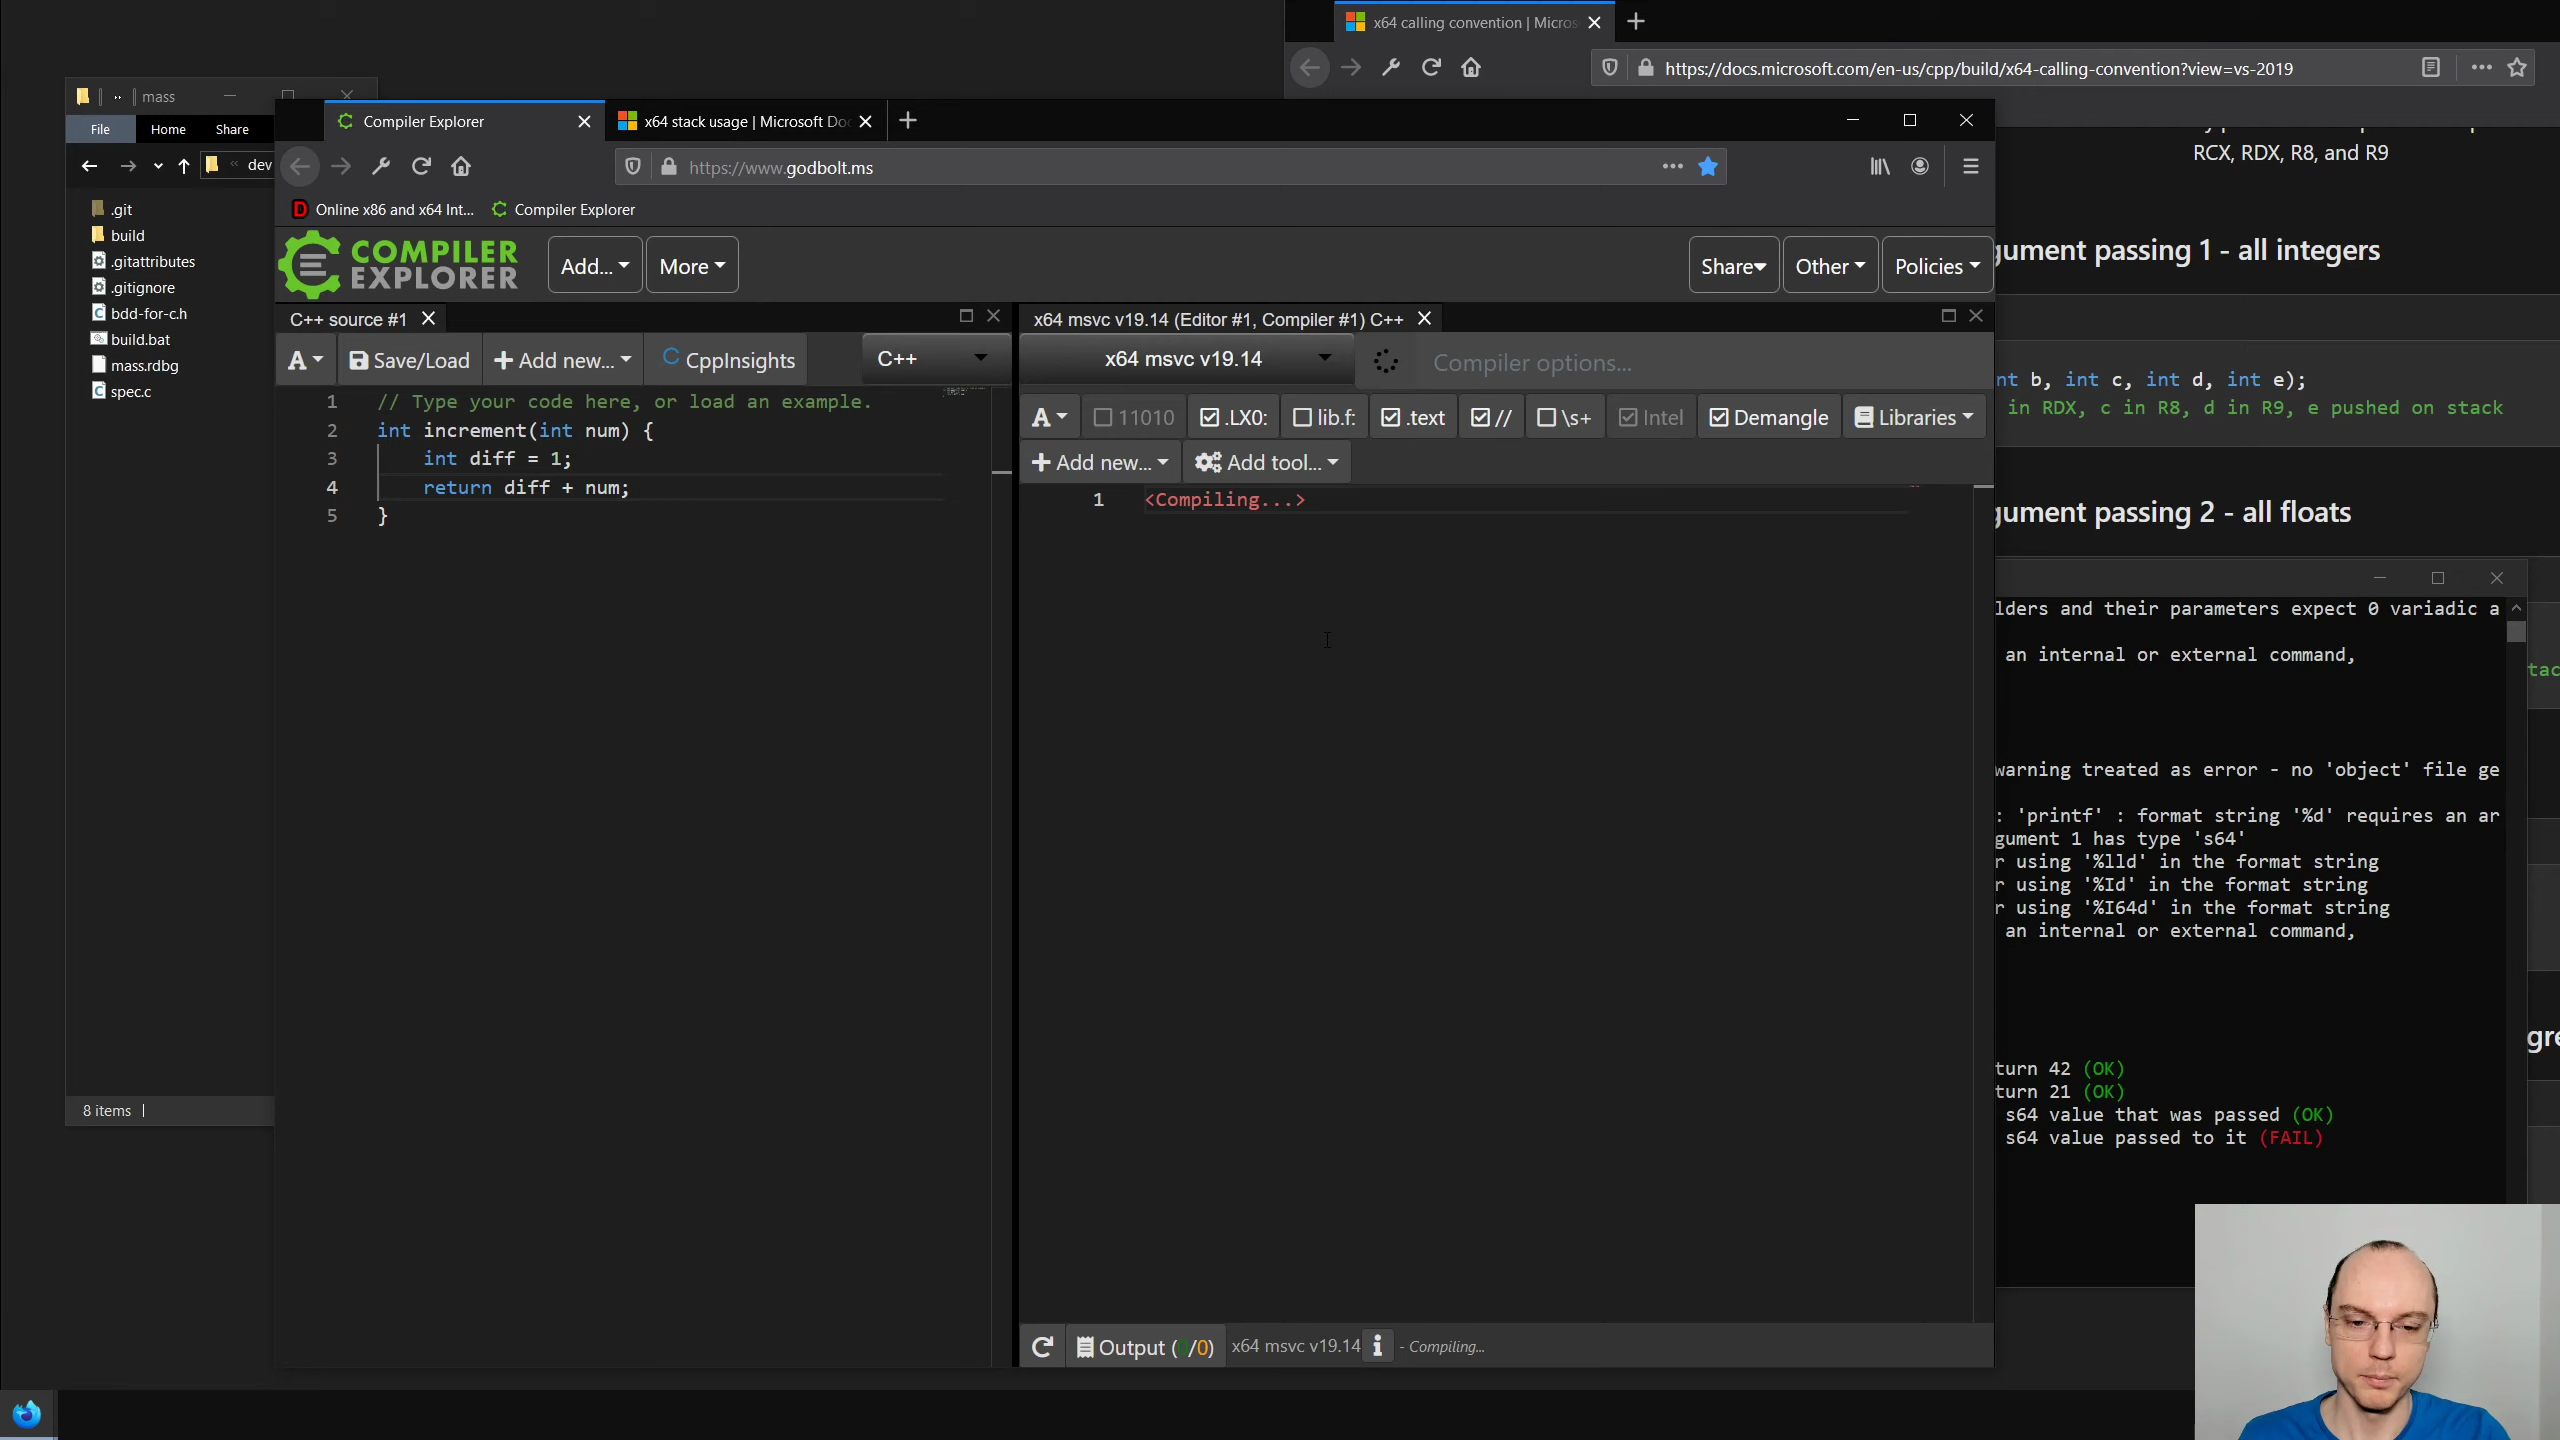 x64 calling convention | Micros
https://docs.microsoft.com/en-us/cpp/build/x64-calling-convention?view=vs-2019
RCX, RDX, R8, and R9
gument passing 1 - all integers
nt b, int c, int d, int e);
in RDX, c in R8, d in R9, e pushed on stack
gument passing 2 - all floats
mass
File Home Share
dev
.git
build
.gitattributes
.gitignore
bdd-for-c.h
build.bat
mass.rdbg
spec.c
8 items
Compiler Explorer
x64 stack usage | Microsoft Do
https://www.godbolt.ms
Online x86 and x64 Int...
Compiler Explorer
COMPILER
EXPLORER
Add...
More
Share
Other
Policies
C++ source #1
A
Save/Load
Add new...
CppInsights
C++
1 // Type your code here, or load an example.
2 int increment(int num) {
3 int diff = 1;
4 return diff + num;
5 }
x64 msvc v19.14 (Editor #1, Compiler #1) C++
x64 msvc v19.14
Compiler options...
A
11010
.LX0:
lib.f:
.text
//
\s+
Intel
Demangle
Libraries
Add new...
Add tool...
1 <Compiling...>
Output (0/0)
x64 msvc v19.14
- Compiling...
lders and their parameters expect 0 variadic a
an internal or external command,
tac
warning treated as error - no 'object' file ge
: 'printf' : format string '%d' requires an ar
gument 1 has type 's64'
r using '%lld' in the format string
r using '%Id' in the format string
r using '%I64d' in the format string
an internal or external command,
gre
turn 42 (OK)
turn 21 (OK)
s64 value that was passed (OK)
s64 value passed to it (FAIL)